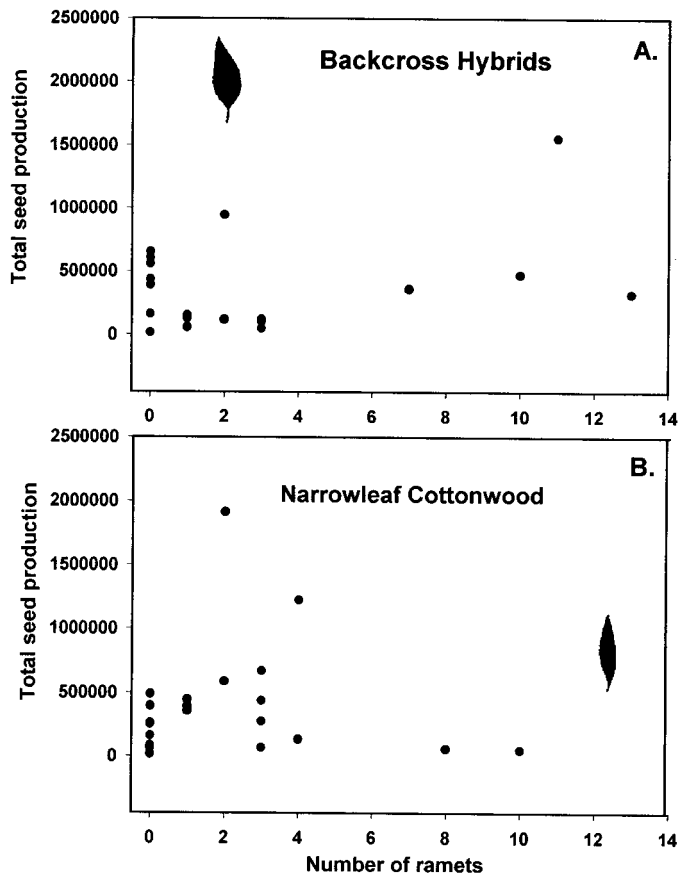 A.
Backcross Hybrids
Total seed production
2500000
2000000
1500000
1000000
500000
0
0 2 4 6 8 10 12 14
B.
Narrowleaf Cottonwood
Total seed production
2500000
2000000
1500000
1000000
500000
0
0 2 4 6 8 10 12 14
Number of ramets